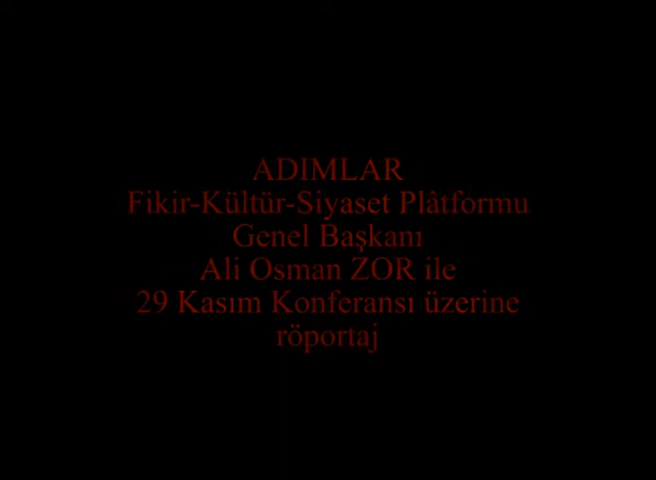 ADIMLAR
Fikir-Kültür-Siyaset Plâtformu
Genel Başkanı
Ali Osman ZOR ile
29 Kasım Konferansı üzerine
röportaj